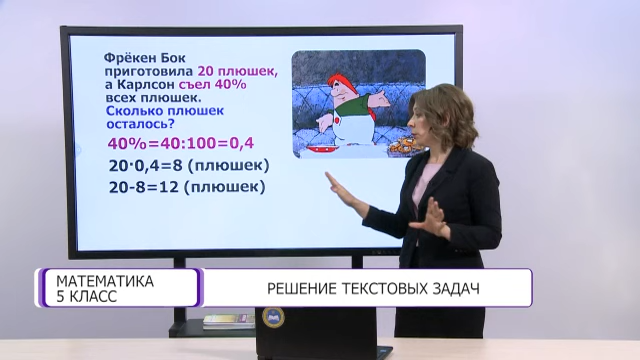 Фрёкен Бок
приготовила 20 плюшек,
а Карлсон съел 40%
всех плюшек.
Сколько плюшек
осталось?
40%=40:100=0,4
20·0,4=8 (плюшек)
20-8=12 (плюшек)
МАТЕМАТИКА
5 КЛАСС
РЕШЕНИЕ ТЕКСТОВЫХ ЗАДАЧ